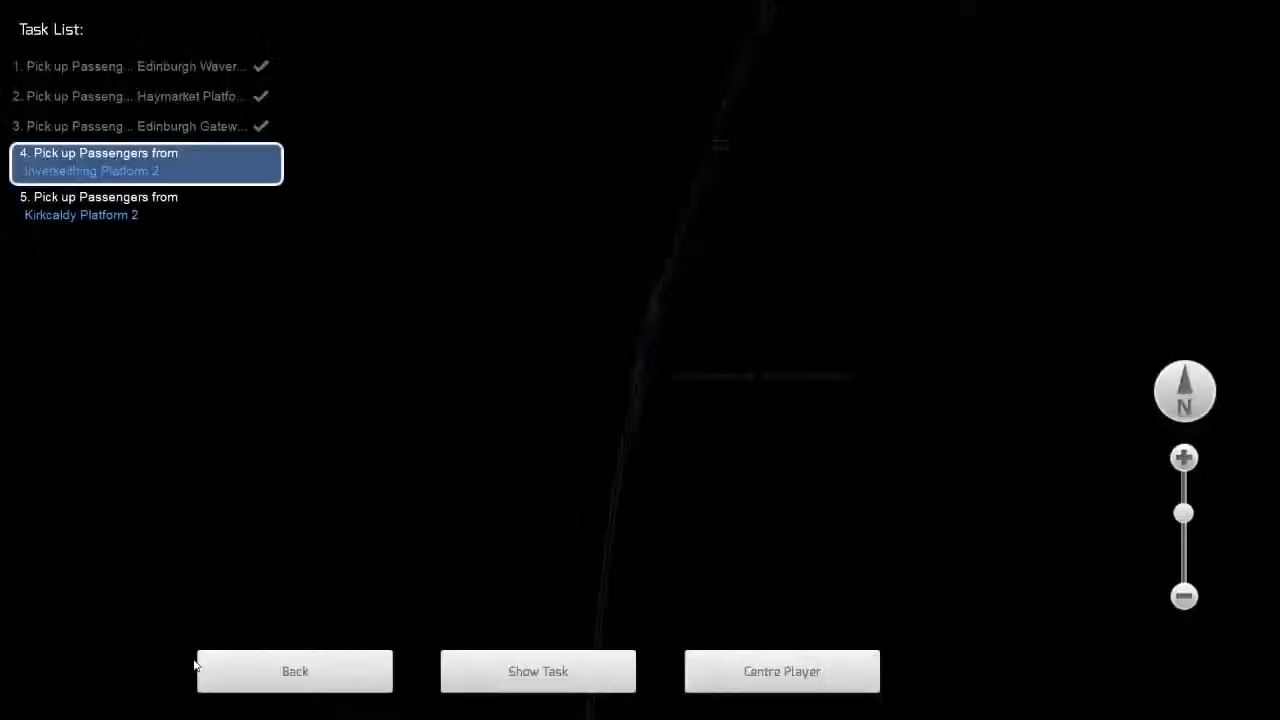 Task List:
1. Pick up Passeng... Edinburgh Waver...
2. Pick up Passeng... Haymarket Platfo...
3. Pick up Passeng... Edinburgh Gatew...
4. Pick up Passengers from
Inverkeithing Platform 2
5. Pick up Passengers from
Kirkcaldy Platform 2
N
Back
Show Task
Centre Player